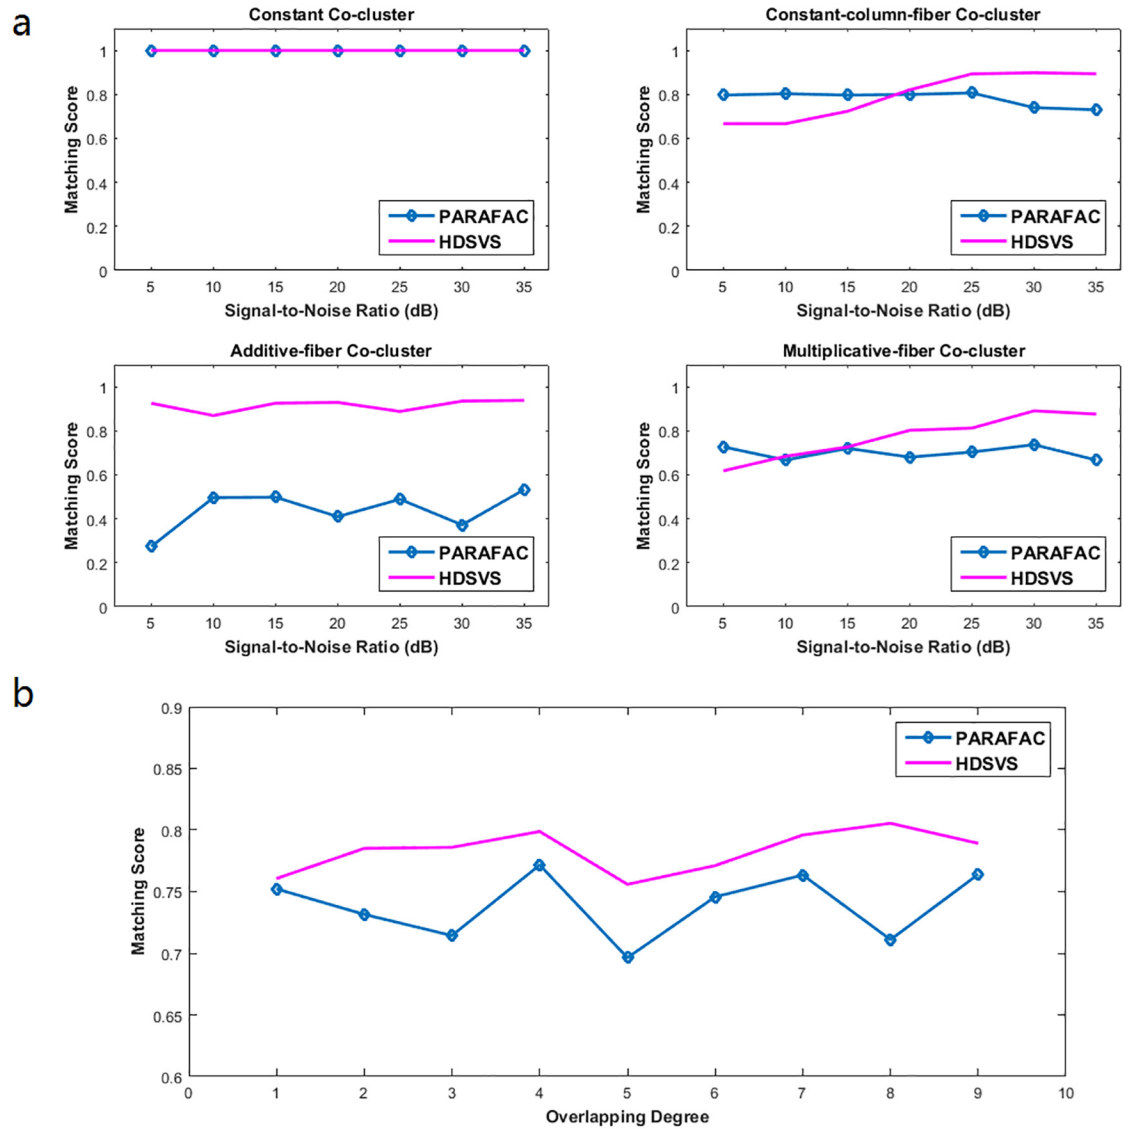 a
Constant Co-cluster
Matching Score
1
0.8
0.6
0.4
0.2
0
PARAFAC
HDSVS
5 10 15 20 25 30 35
Signal-to-Noise Ratio (dB)
Constant-column-fiber Co-cluster
Matching Score
1
0.8
0.6
0.4
0.2
0
PARAFAC
HDSVS
5 10 15 20 25 30 35
Signal-to-Noise Ratio (dB)
Additive-fiber Co-cluster
Matching Score
1
0.8
0.6
0.4
0.2
0
PARAFAC
HDSVS
5 10 15 20 25 30 35
Signal-to-Noise Ratio (dB)
Multiplicative-fiber Co-cluster
Matching Score
1
0.8
0.6
0.4
0.2
0
PARAFAC
HDSVS
5 10 15 20 25 30 35
Signal-to-Noise Ratio (dB)
b
Matching Score
0.9
0.85
0.8
0.75
0.7
0.65
0.6
PARAFAC
HDSVS
0 1 2 3 4 5 6 7 8 9 10
Overlapping Degree